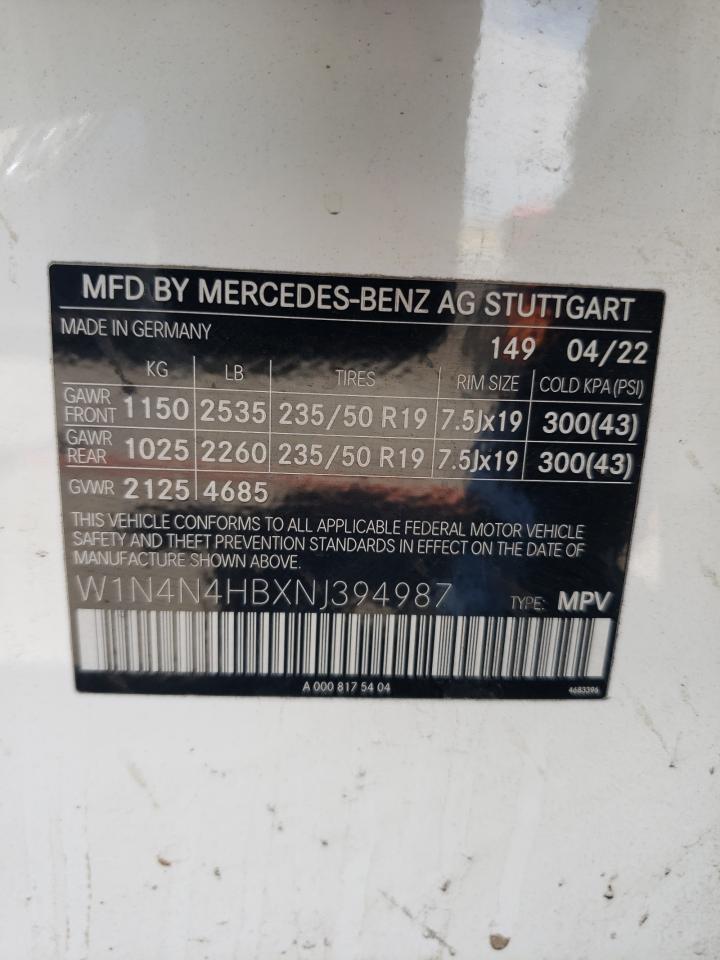 MFD BY MERCEDES-BENZ AG STUTTGART
MADE IN GERMANY
149 04/22
KG LB TIRES RIM SIZE COLD KPA(PSI)
GAWR FRONT 1150 2535 235/50 R19 7.5Jx19 300(43)
GAWR REAR 1025 2260 235/50 R19 7.5Jx19 300(43)
GVWR 2125 4685
THIS VEHICLE CONFORMS TO ALL APPLICABLE FEDERAL MOTOR VEHICLE
SAFETY AND THEFT PREVENTION STANDARDS IN EFFECT ON THE DATE OF
MANUFACTURE SHOWN ABOVE.
W1N4N4HBXNJ394987 TYPE: MPV
A 000 817 54 04 4683396